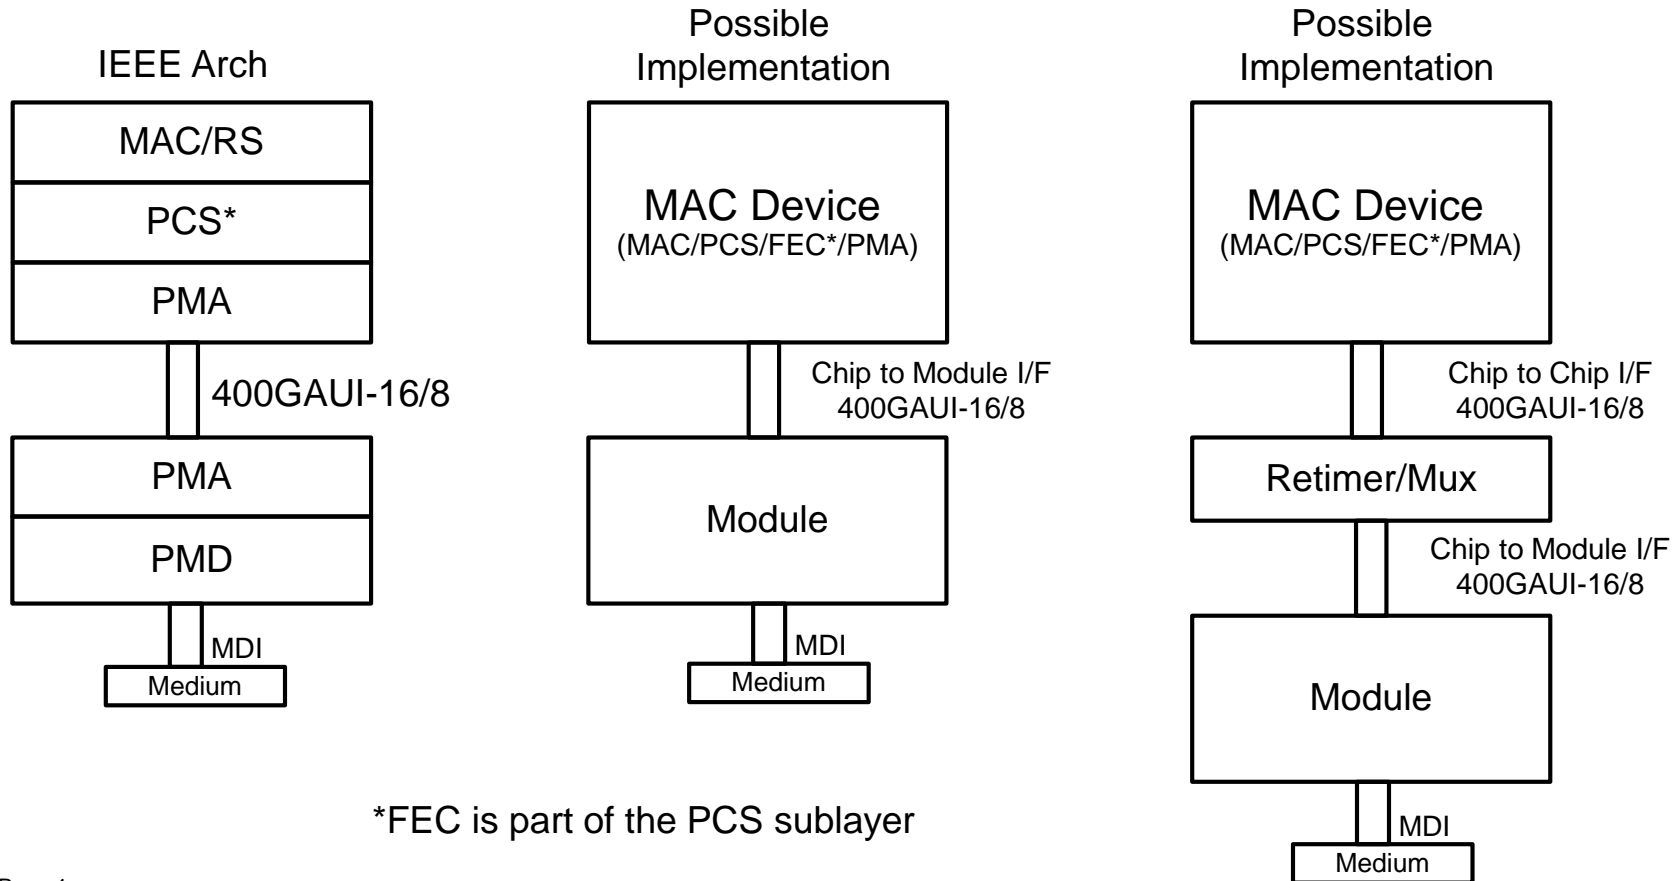 IEEE Arch
MAC/RS
PCS*
PMA
400GAUI-16/8
PMA
PMD
MDI
Medium
Possible
Implementation
MAC Device
(MAC/PCS/FEC*/PMA)
Chip to Module I/F
400GAUI-16/8
Module
MDI
Medium
Possible
Implementation
MAC Device
(MAC/PCS/FEC*/PMA)
Chip to Chip I/F
400GAUI-16/8
Retimer/Mux
Chip to Module I/F
400GAUI-16/8
Module
MDI
Medium
*FEC is part of the PCS sublayer